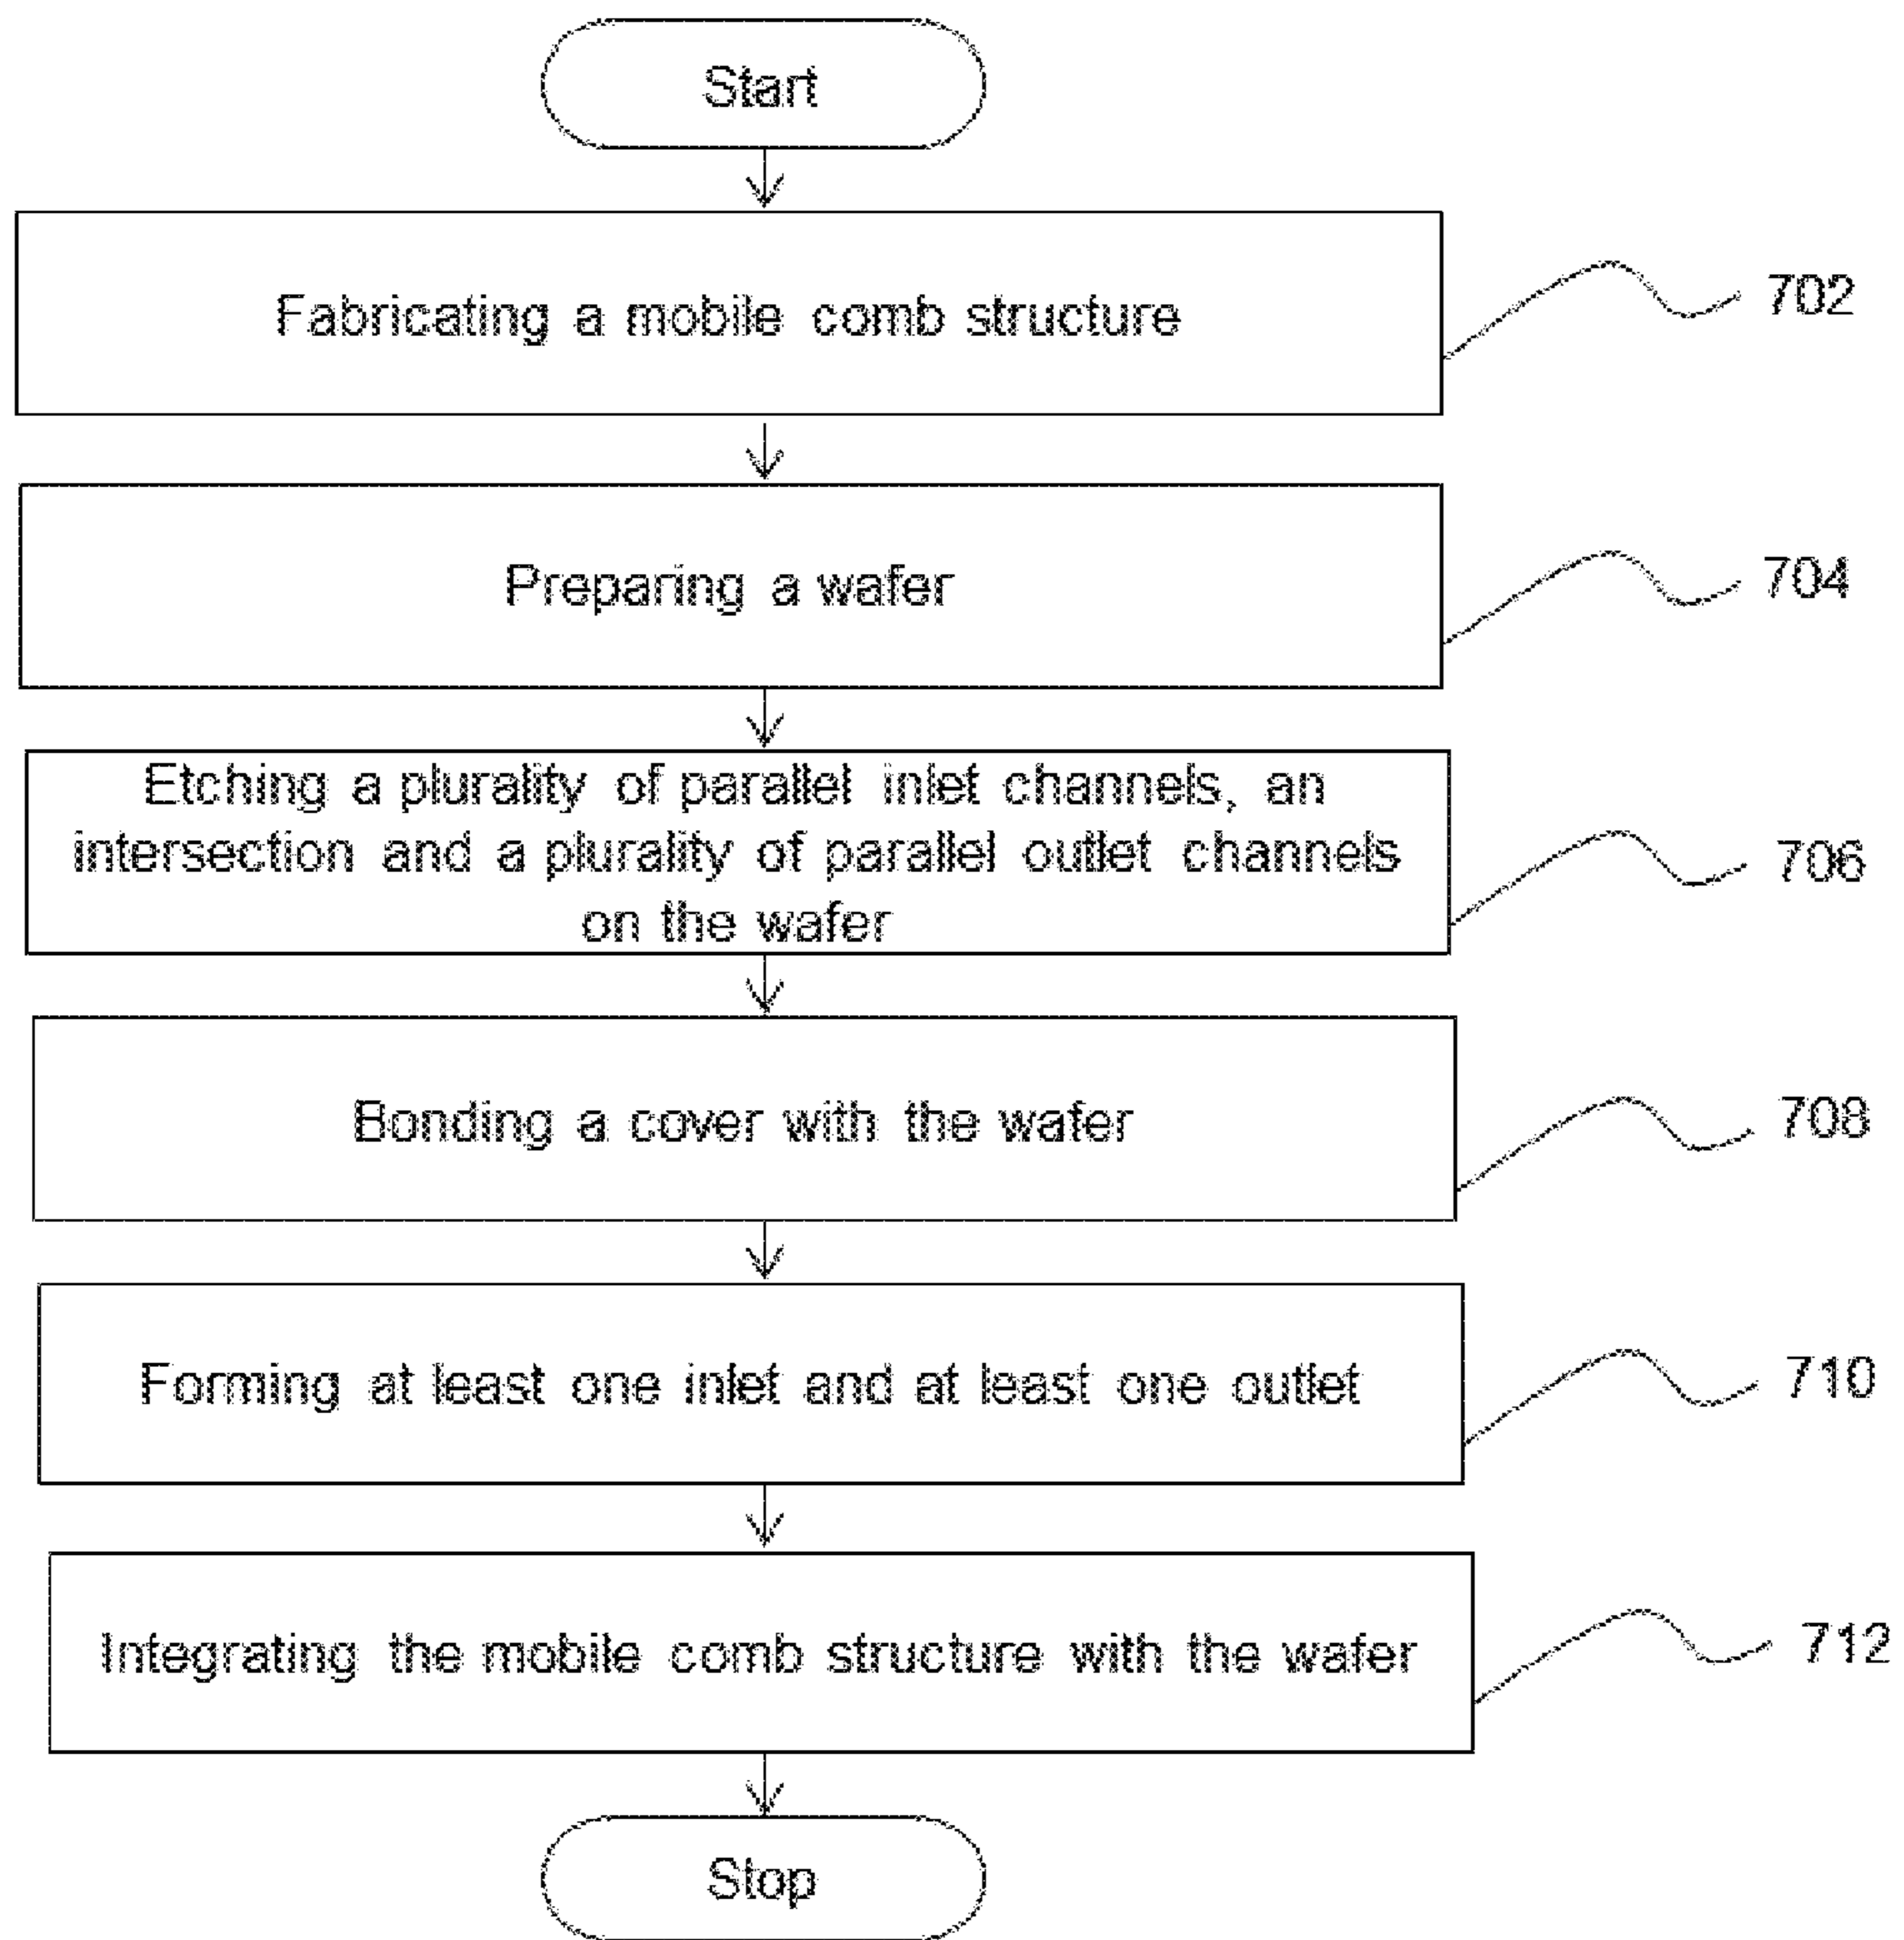 Start
Fabricating a mobile comb structure
702
Preparing a wafer
704
Etching a plurality of parallel inlet channels, an
intersection and a plurality of parallel outlet channels
on the wafer
706
Bonding a cover with the wafer
708
Forming at least one inlet and at least one outlet
710
Integrating the mobile comb structure with the wafer
712
Stop